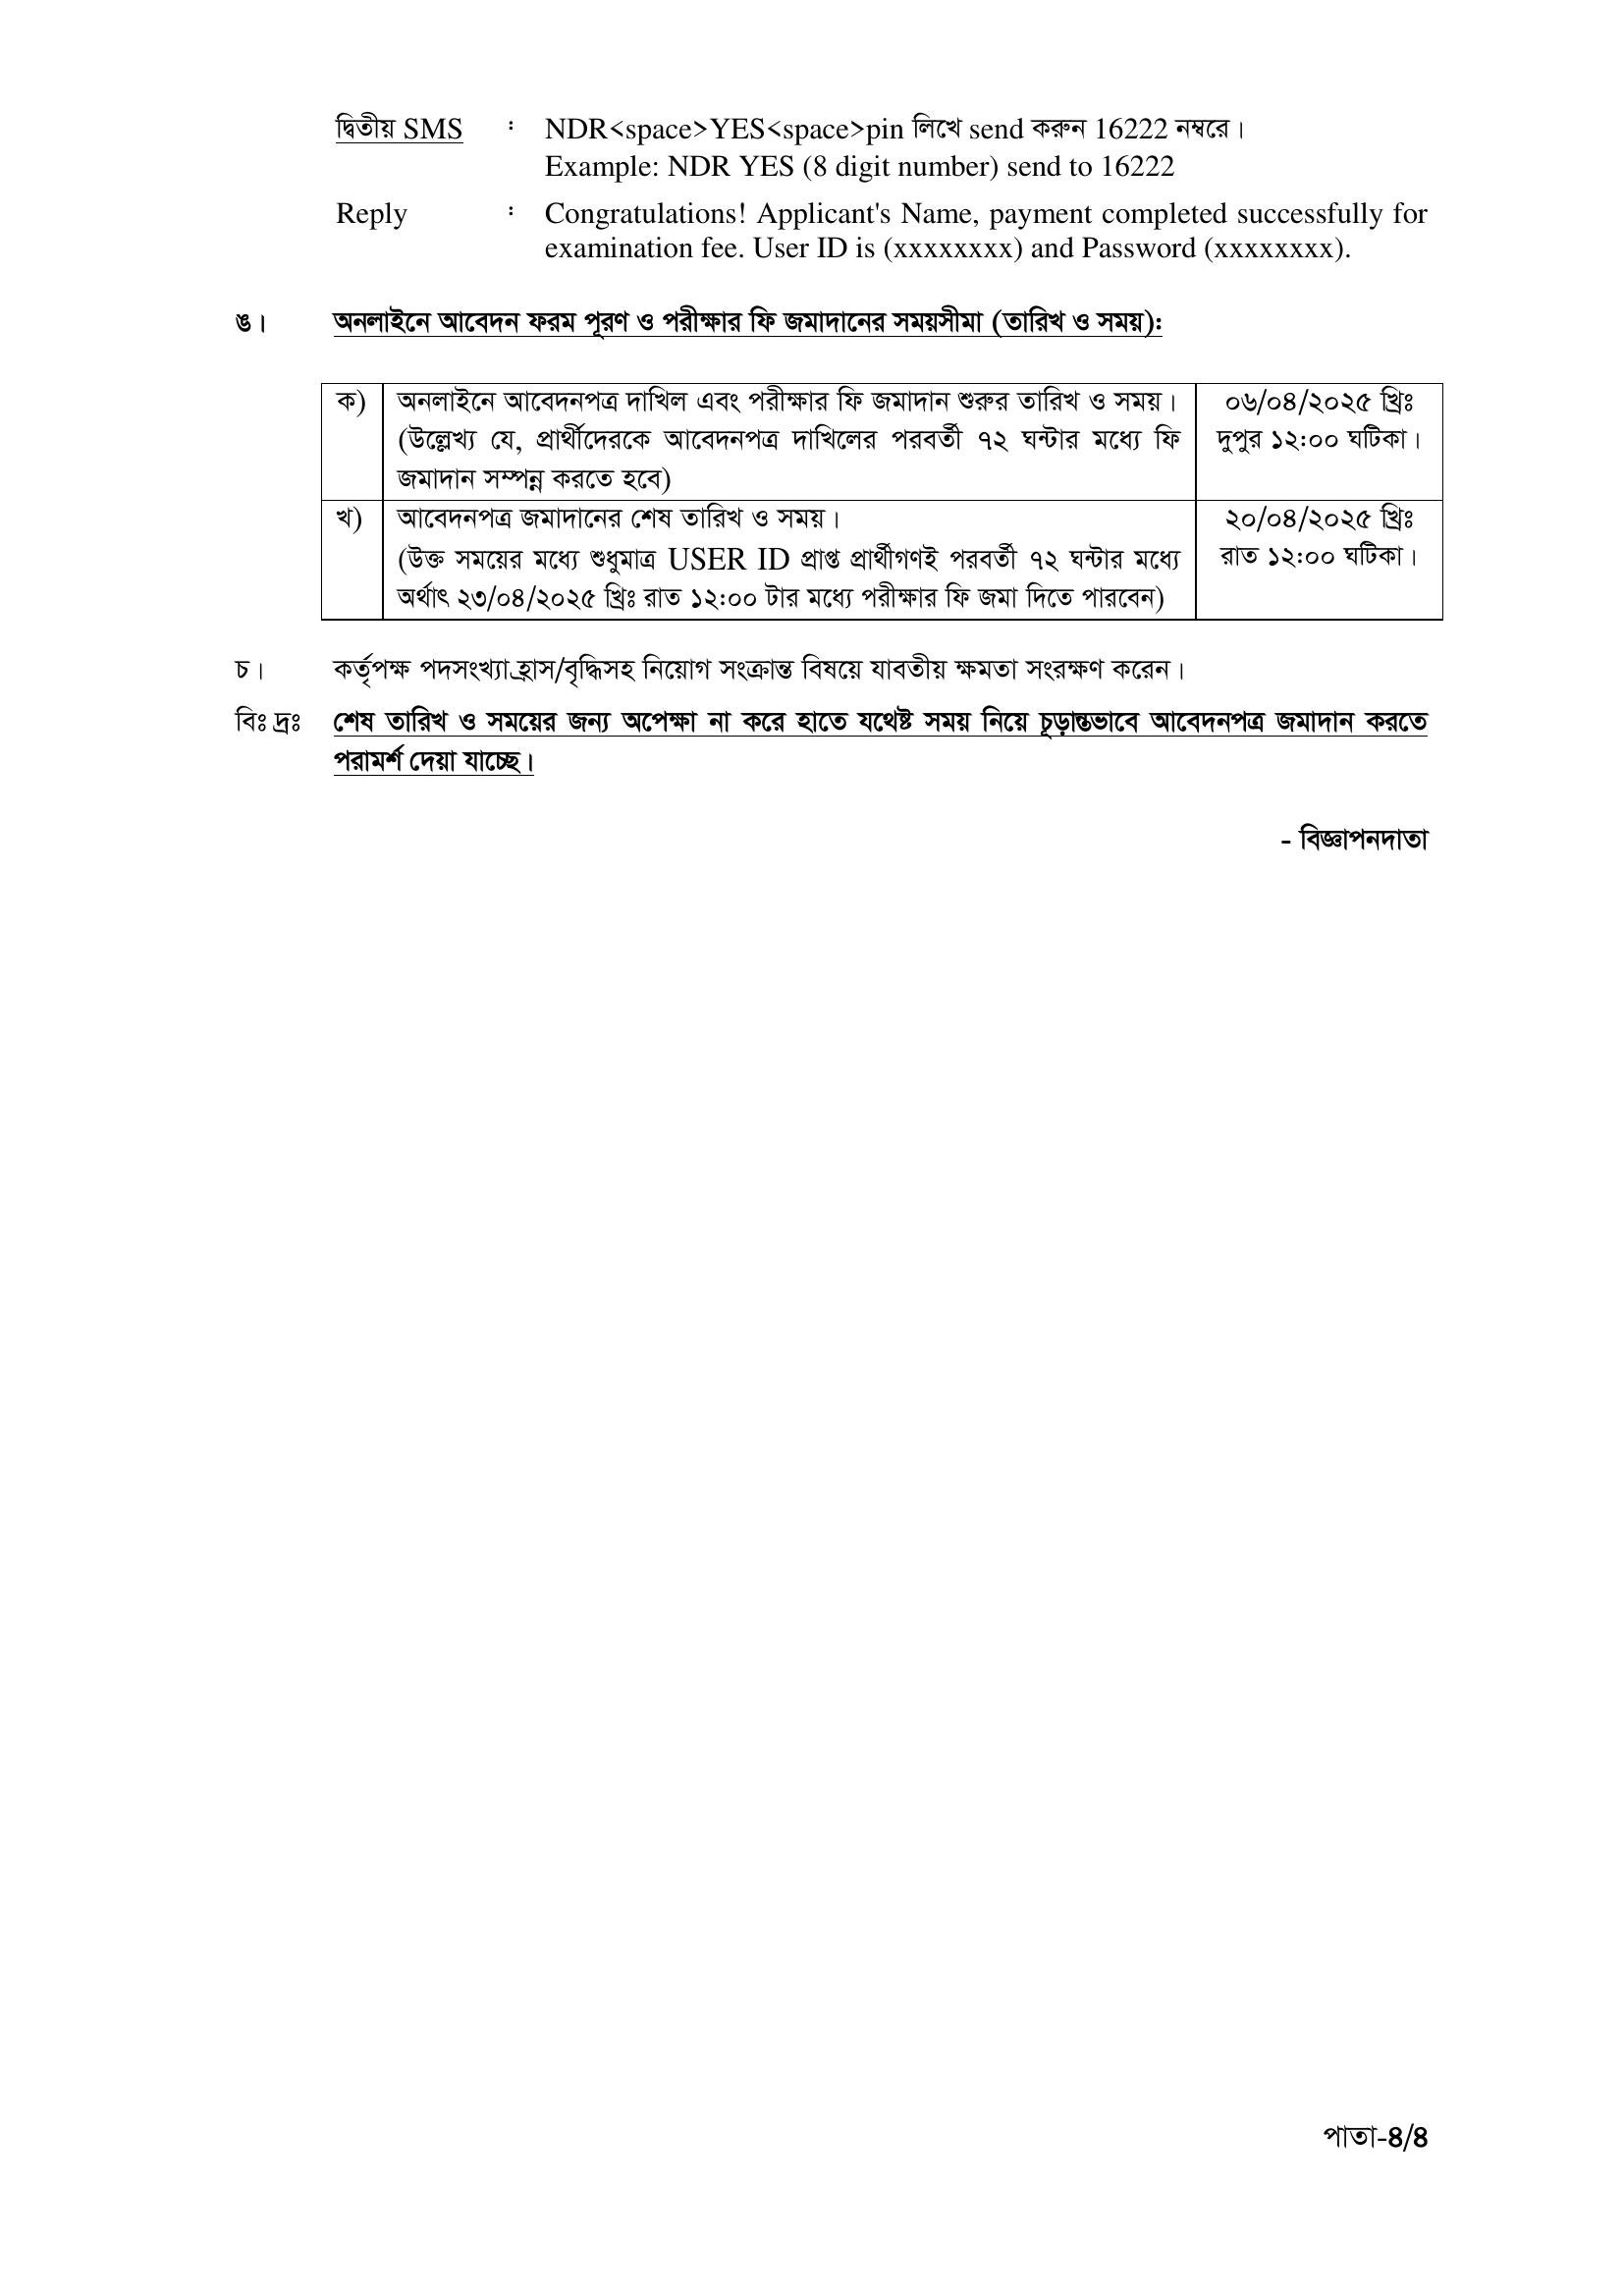 দ্বিতীয় SMS : NDR<space>YES<space>pin লিখে send করুন 16222 নম্বরে।
Example: NDR YES (8 digit number) send to 16222
Reply : Congratulations! Applicant's Name, payment completed successfully for
examination fee. User ID is (xxxxxxxx) and Password (xxxxxxxx).
ঙ। অনলাইনে আবেদন ফরম পূরণ ও পরীক্ষার ফি জমাদানের সময়সীমা (তারিখ ও সময়):
ক) অনলাইনে আবেদনপত্র দাখিল এবং পরীক্ষার ফি জমাদান শুরুর তারিখ ও সময়।
(উল্লেখ্য যে, প্রার্থীদেরকে আবেদনপত্র দাখিলের পরবর্তী ৭২ ঘন্টার মধ্যে ফি
জমাদান সম্পন্ন করতে হবে)
০৬/০৪/২০২৫ খ্রিঃ
দুপুর ১২:০০ ঘটিকা।
খ) আবেদনপত্র জমাদানের শেষ তারিখ ও সময়।
(উক্ত সময়ের মধ্যে শুধুমাত্র USER ID প্রাপ্ত প্রার্থীগণই পরবর্তী ৭২ ঘন্টার মধ্যে
অর্থাৎ ২৩/০৪/২০২৫ খ্রিঃ রাত ১২:০০ টার মধ্যে পরীক্ষার ফি জমা দিতে পারবেন)
২০/০৪/২০২৫ খ্রিঃ
রাত ১২:০০ ঘটিকা।
চ। কর্তৃপক্ষ পদসংখ্যা হ্রাস/বৃদ্ধিসহ নিয়োগ সংক্রান্ত বিষয়ে যাবতীয় ক্ষমতা সংরক্ষণ করেন।
বিঃ দ্রঃ শেষ তারিখ ও সময়ের জন্য অপেক্ষা না করে হাতে যথেষ্ট সময় নিয়ে চূড়ান্তভাবে আবেদনপত্র জমাদান করতে
পরামর্শ দেয়া যাচ্ছে।
- বিজ্ঞাপনদাতা
পাতা-৪/৪